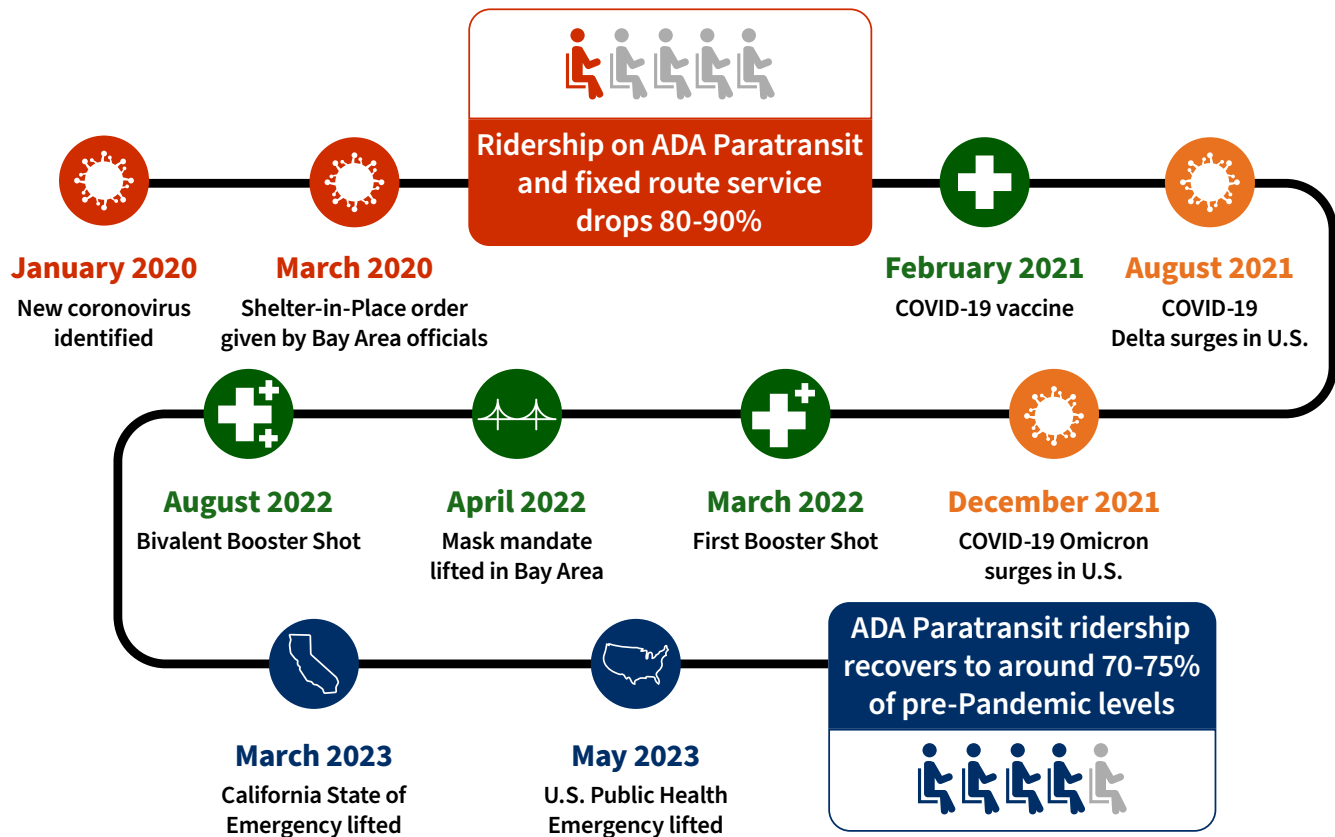 Ridership on ADA Paratransit
and fixed route service
drops 80-90%
January 2020
New coronovirus
identified
March 2020
Shelter-in-Place order
given by Bay Area officials
February 2021
COVID-19 vaccine
August 2021
COVID-19
Delta surges in U.S.
December 2021
COVID-19 Omicron
surges in U.S.
March 2022
First Booster Shot
April 2022
Mask mandate
lifted in Bay Area
August 2022
Bivalent Booster Shot
March 2023
California State of
Emergency lifted
May 2023
U.S. Public Health
Emergency lifted
ADA Paratransit ridership
recovers to around 70-75%
of pre-Pandemic levels